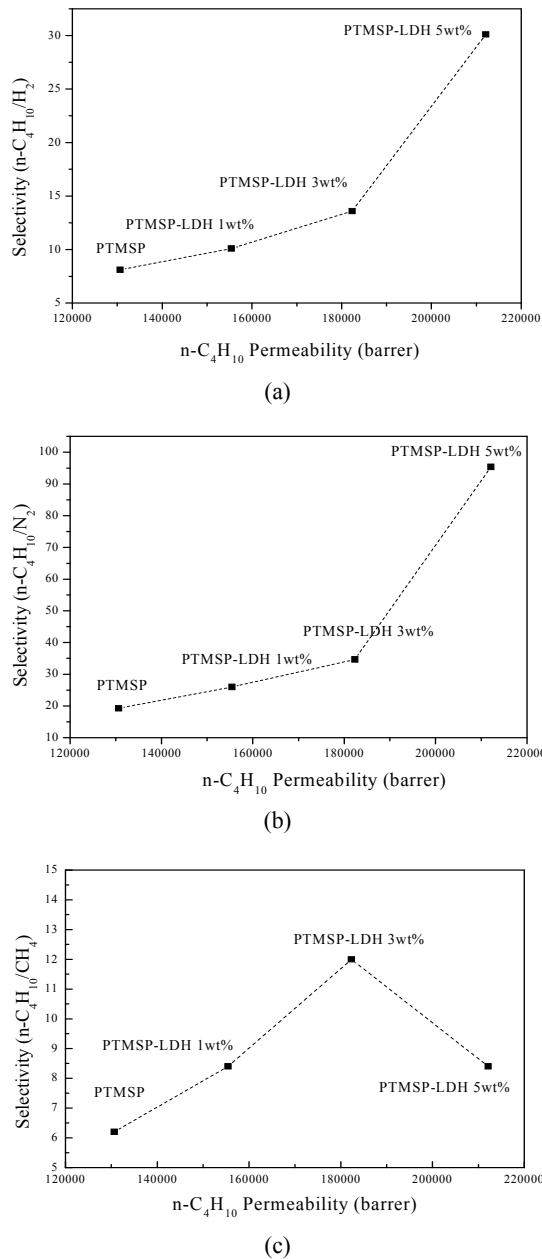 30
25
20
15
10
5
Selectivity (n-C4H10/H2)
PTMSP-LDH 5wt%
PTMSP-LDH 3wt%
PTMSP-LDH 1wt%
PTMSP
120000 140000 160000 180000 200000 220000
n-C4H10 Permeability (barrer)
(a)
100
90
80
70
60
50
40
30
20
10
Selectivity (n-C4H10/N2)
PTMSP-LDH 5wt%
PTMSP-LDH 3wt%
PTMSP-LDH 1wt%
PTMSP
120000 140000 160000 180000 200000 220000
n-C4H10 Permeability (barrer)
(b)
15
14
13
12
11
10
9
8
7
6
5
Selectivity (n-C4H10/CH4)
PTMSP-LDH 3wt%
PTMSP-LDH 1wt%
PTMSP
PTMSP-LDH 5wt%
120000 140000 160000 180000 200000 220000
n-C4H10 Permeability (barrer)
(c)